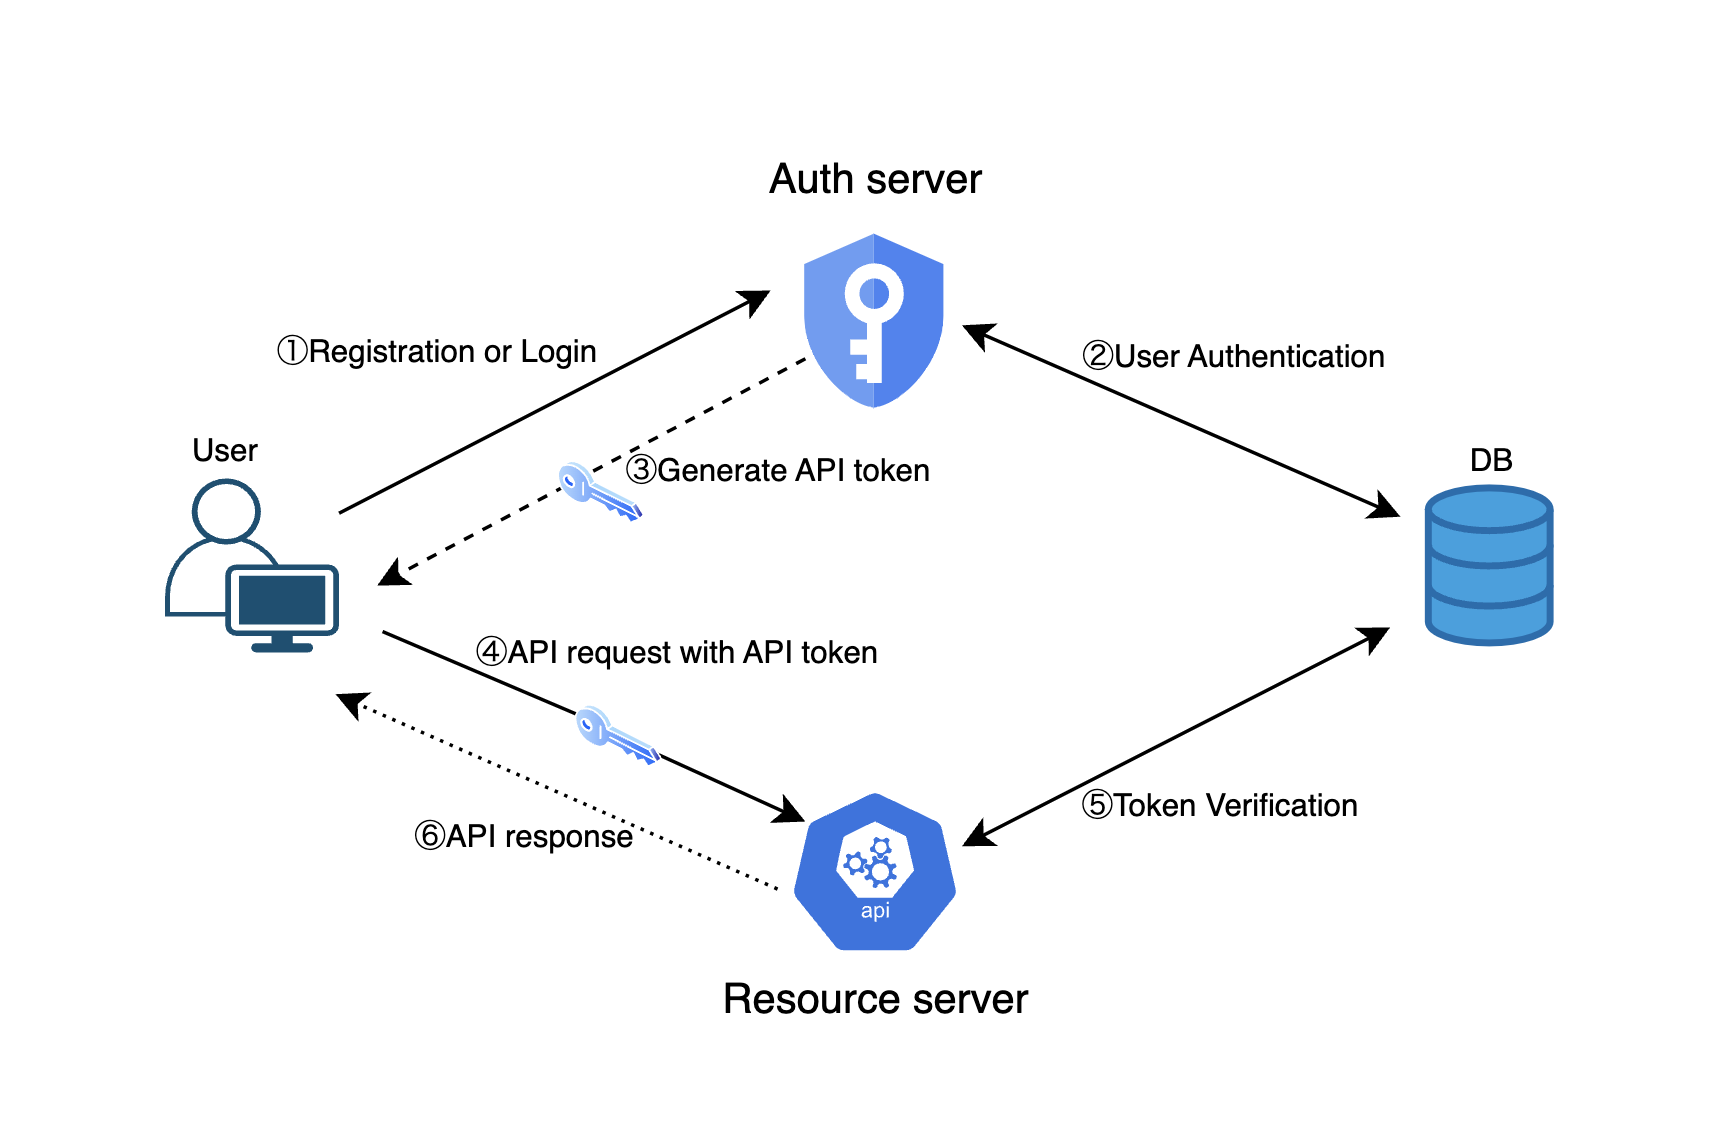 Auth server
①Registration or Login
②User Authentication
User
③Generate API token
DB
④API request with API token
⑤Token Verification
⑥API response
api
Resource server